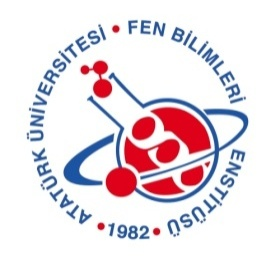 ATATÜRK ÜNİVERSİTESİ • FEN BİLİMLERİ ENSTİTÜSÜ
•1982•